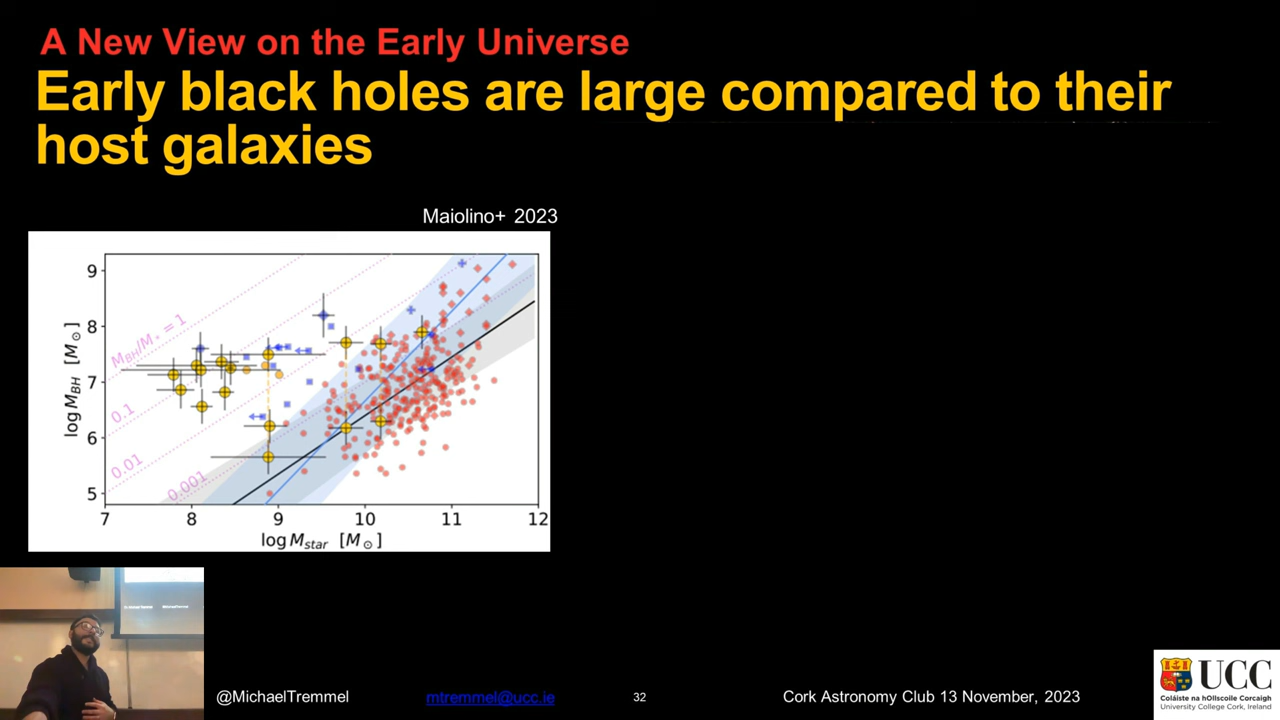 A New View on the Early Universe
Early black holes are large compared to their
host galaxies
Maiolino+ 2023
log M_BH [M_⊙]
9
8
7
6
5
M_BH/M_* = 1
0.1
0.01
0.001
7 8 9 10 11 12
log M_star [M_⊙]
@MichaelTremmel
mtremmel@ucc.ie
32
Cork Astronomy Club 13 November, 2023
UCC
Coláiste na hOllscoile Corcaigh
University College Cork, Ireland